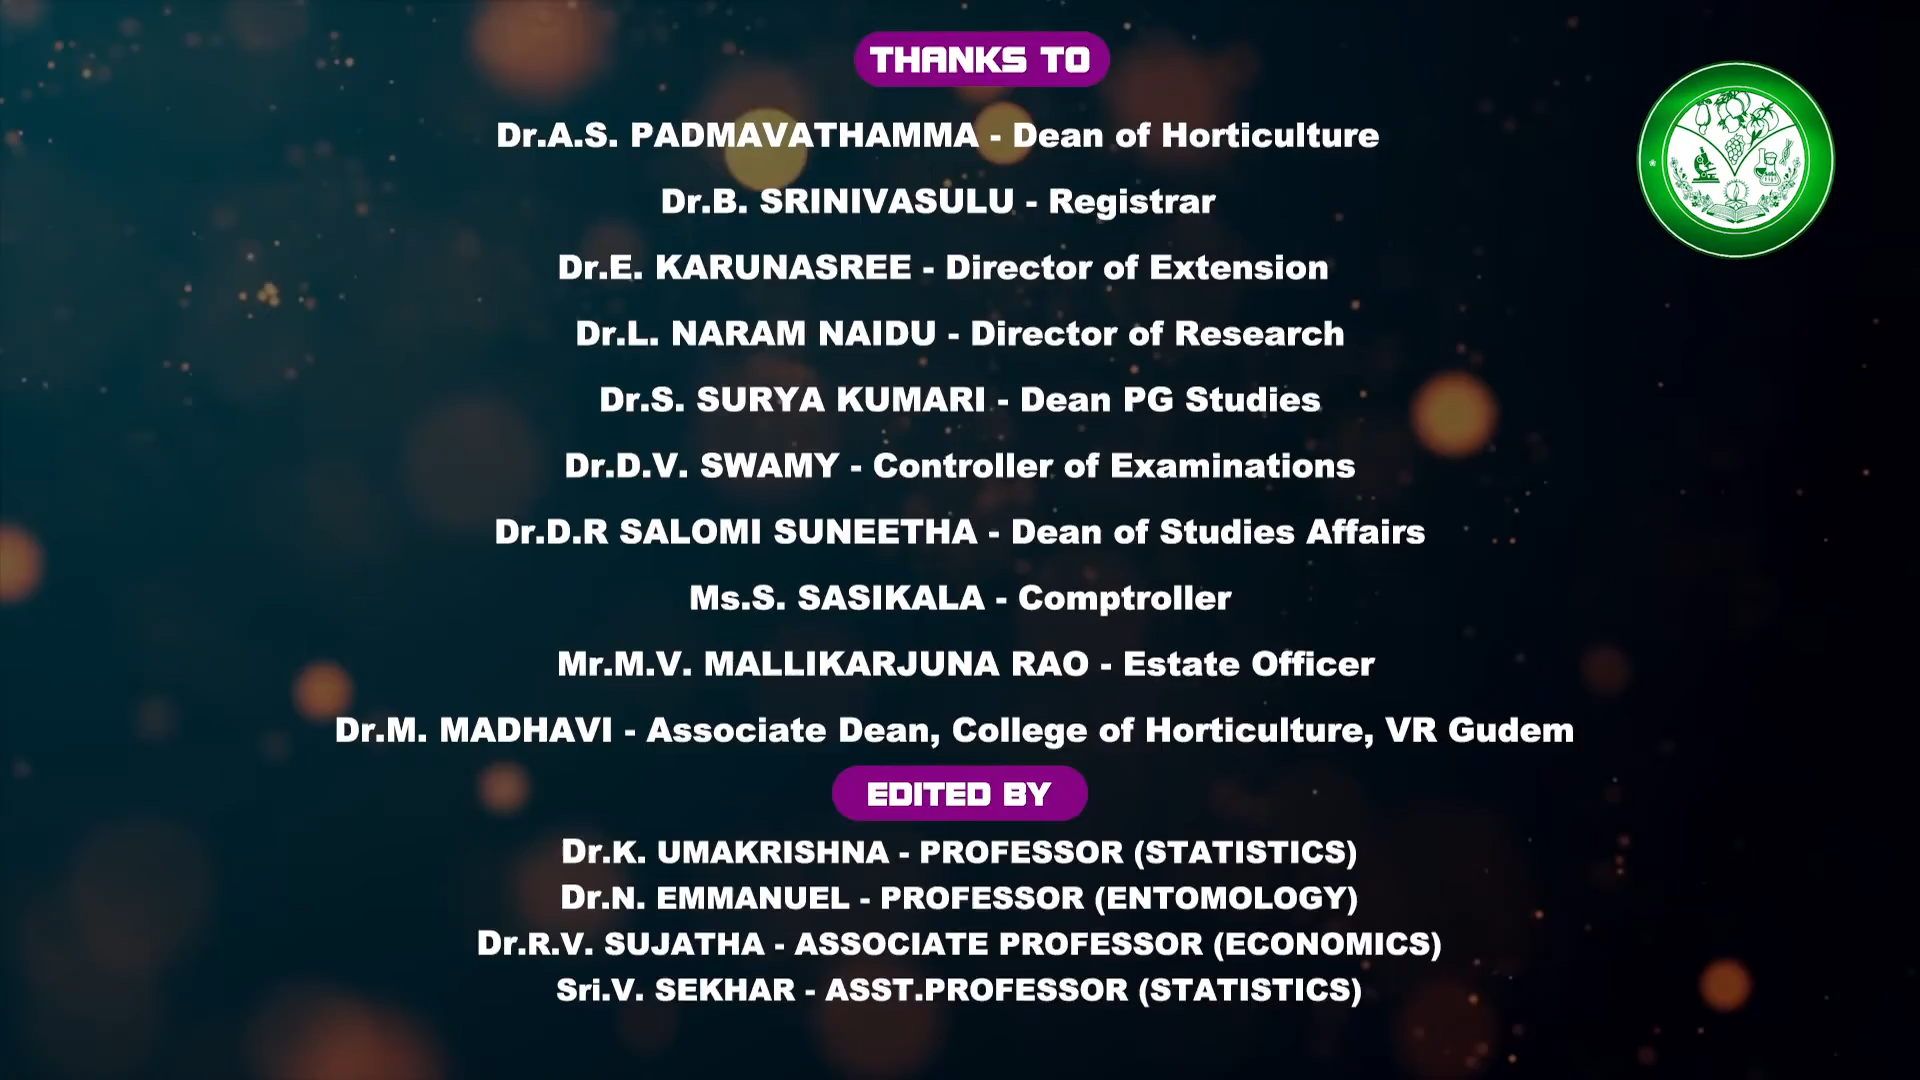 THANKS TO
Dr.A.S. PADMAVATHAMMA - Dean of Horticulture
Dr.B. SRINIVASULU - Registrar
Dr.E. KARUNASREE - Director of Extension
Dr.L. NARAM NAIDU - Director of Research
Dr.S. SURYA KUMARI - Dean PG Studies
Dr.D.V. SWAMY - Controller of Examinations
Dr.D.R SALOMI SUNEETHA - Dean of Studies Affairs
Ms.S. SASIKALA - Comptroller
Mr.M.V. MALLIKARJUNA RAO - Estate Officer
Dr.M. MADHAVI - Associate Dean, College of Horticulture, VR Gudem
EDITED BY
Dr.K. UMAKRISHNA - PROFESSOR (STATISTICS)
Dr.N. EMMANUEL - PROFESSOR (ENTOMOLOGY)
Dr.R.V. SUJATHA - ASSOCIATE PROFESSOR (ECONOMICS)
Sri.V. SEKHAR - ASST.PROFESSOR (STATISTICS)